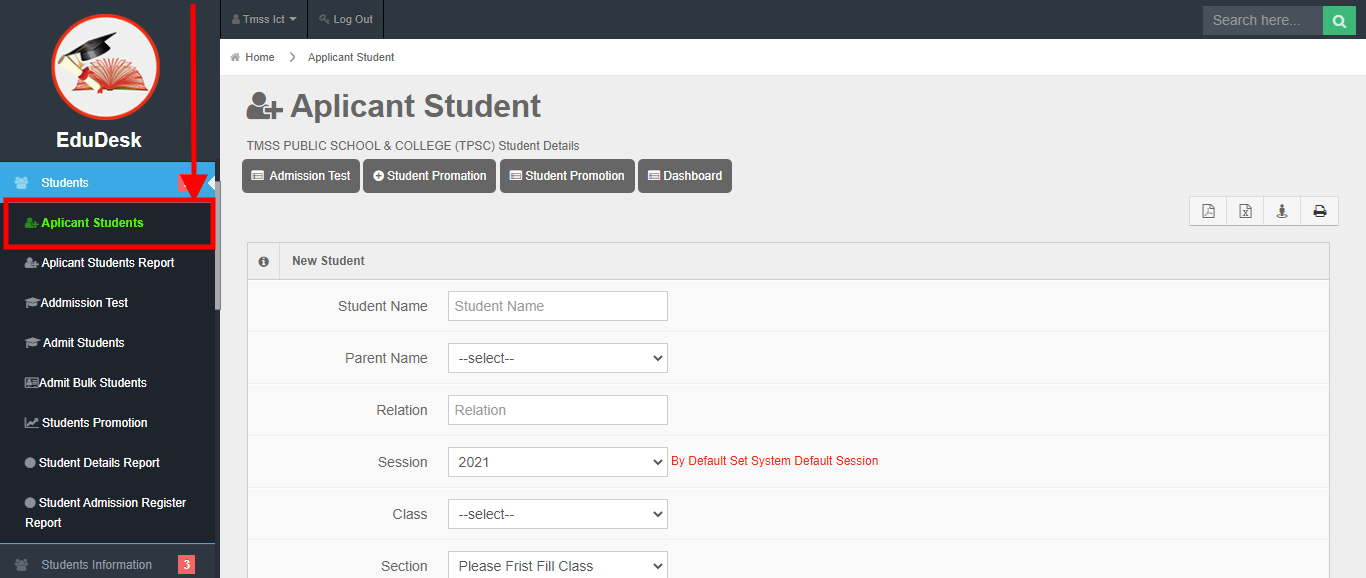 Tmss Ict
Log Out
Search here...
EduDesk
Home
Applicant Student
Aplicant Student
TMSS PUBLIC SCHOOL & COLLEGE (TPSC) Student Details
Admission Test
Student Promation
Student Promotion
Dashboard
Students
Aplicant Students
Aplicant Students Report
Addmission Test
Admit Students
Admit Bulk Students
Students Promotion
Student Details Report
Student Admission Register
Report
Students Information 3
New Student
Student Name Student Name
Parent Name --select--
Relation Relation
Session 2021 By Default Set System Default Session
Class --select--
Section Please Frist Fill Class